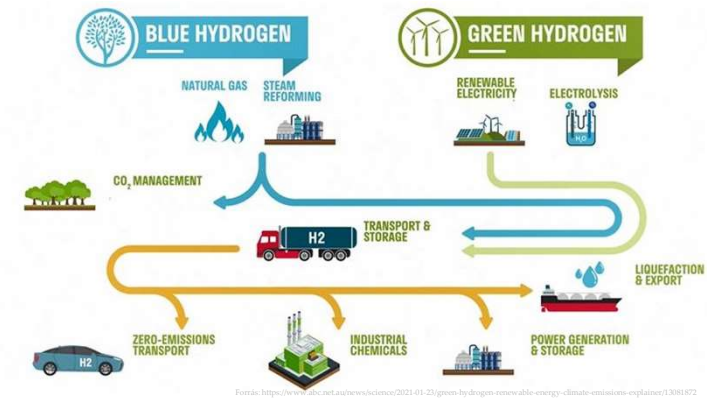 BLUE HYDROGEN
GREEN HYDROGEN
NATURAL GAS
STEAM
REFORMING
RENEWABLE
ELECTRICITY
ELECTROLYSIS
H₂O
CO₂ MANAGEMENT
H2
TRANSPORT &
STORAGE
LIQUEFACTION
& EXPORT
H2
ZERO-EMISSIONS
TRANSPORT
INDUSTRIAL
CHEMICALS
POWER GENERATION
& STORAGE
Forrás: https://www.abc.net.au/news/science/2021-01-23/green-hydrogen-renewable-energy-climate-emissions-explainer/13081872